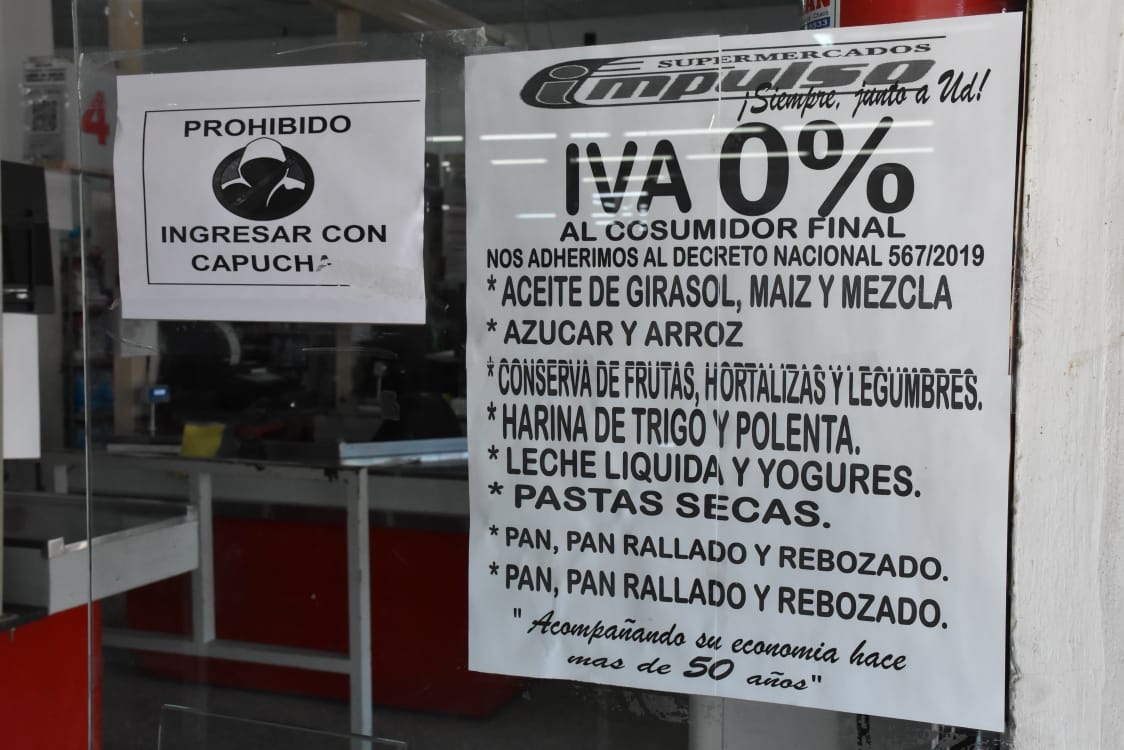 PROHIBIDO
INGRESAR CON
CAPUCHA
4
SUPERMERCADOS
impulso
¡Siempre, junto a Ud!
IVA 0%
AL COSUMIDOR FINAL
NOS ADHERIMOS AL DECRETO NACIONAL 567/2019
* ACEITE DE GIRASOL, MAIZ Y MEZCLA
* AZUCAR Y ARROZ
* CONSERVA DE FRUTAS, HORTALIZAS Y LEGUMBRES.
* HARINA DE TRIGO Y POLENTA.
* LECHE LIQUIDA Y YOGURES.
* PASTAS SECAS.
* PAN, PAN RALLADO Y REBOZADO.
* PAN, PAN RALLADO Y REBOZADO.
" Acompañando su economia hace
mas de 50 años"